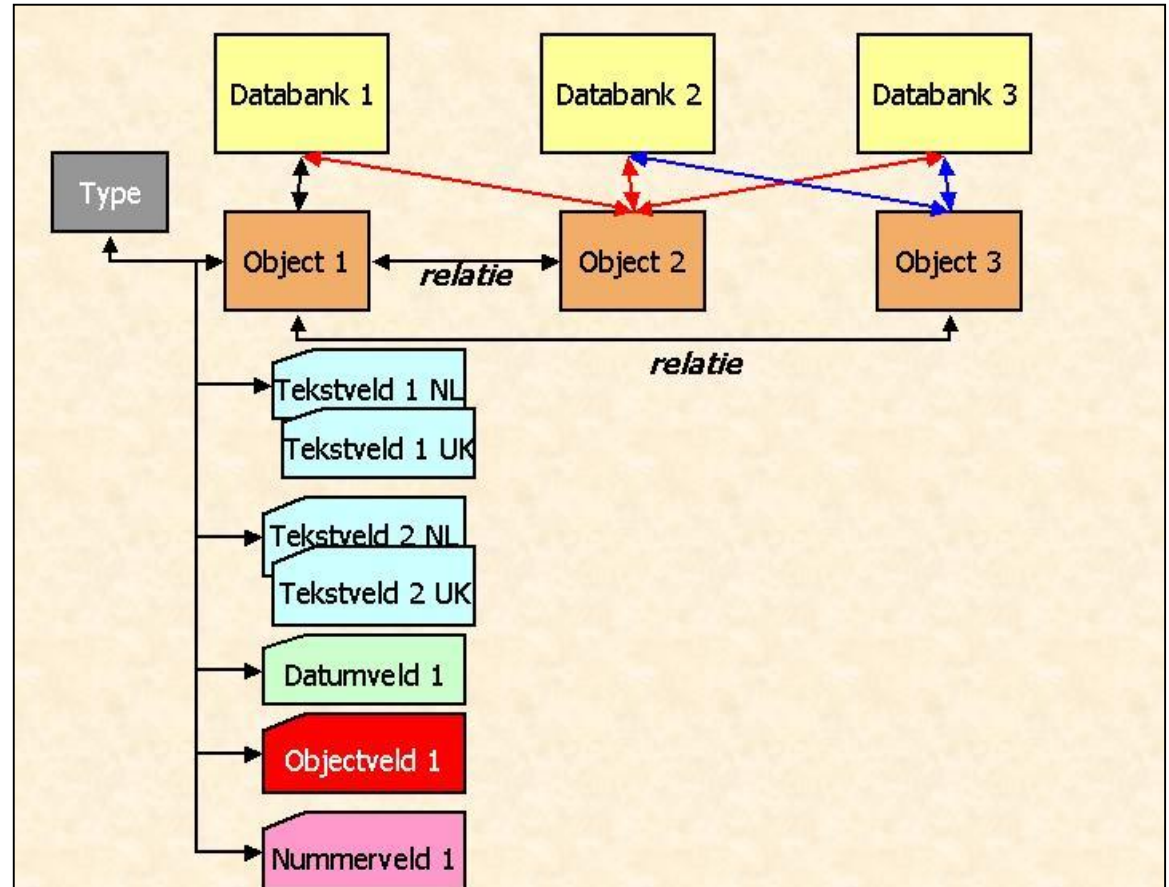 Databank 1
Databank 2
Databank 3
Type
Object 1
relatie
Object 2
Object 3
relatie
Tekstveld 1 NL
Tekstveld 1 UK
Tekstveld 2 NL
Tekstveld 2 UK
Datumveld 1
Objectveld 1
Nummerveld 1